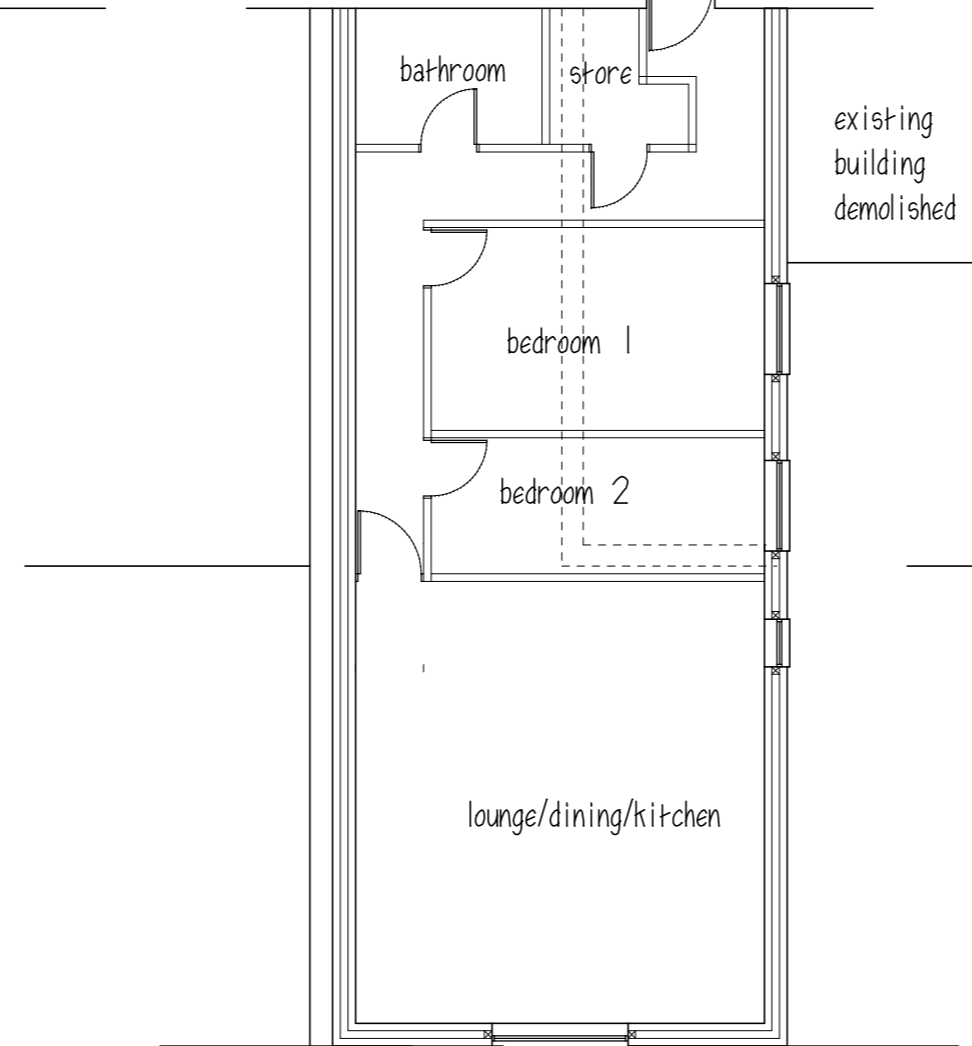 bathroom
store
existing
building
demolished
bedroom 1
bedroom 2
lounge/dining/kitchen